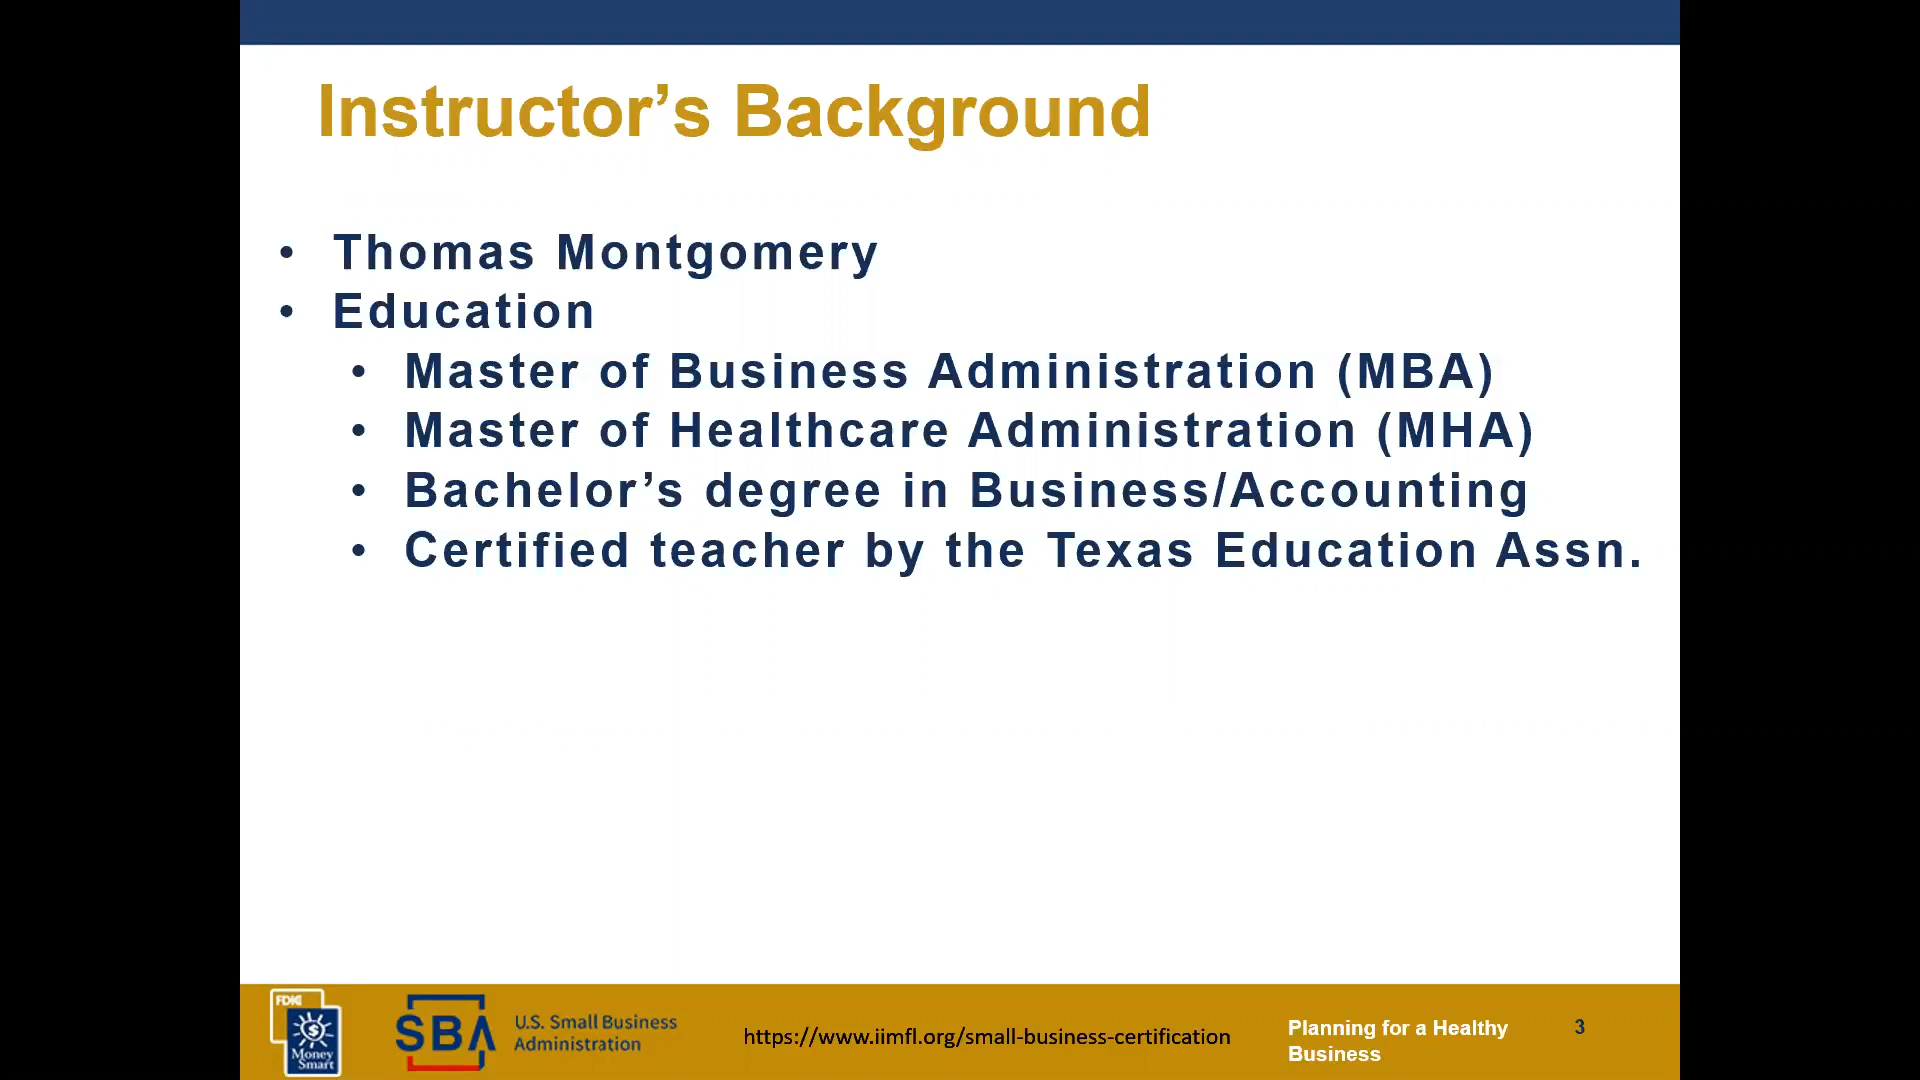 Instructor’s Background
• Thomas Montgomery
• Education
• Master of Business Administration (MBA)
• Master of Healthcare Administration (MHA)
• Bachelor’s degree in Business/Accounting
• Certified teacher by the Texas Education Assn.
FDIC
Money
Smart
SBA
U.S. Small Business
Administration
https://www.iimfl.org/small-business-certification
Planning for a Healthy
Business
3